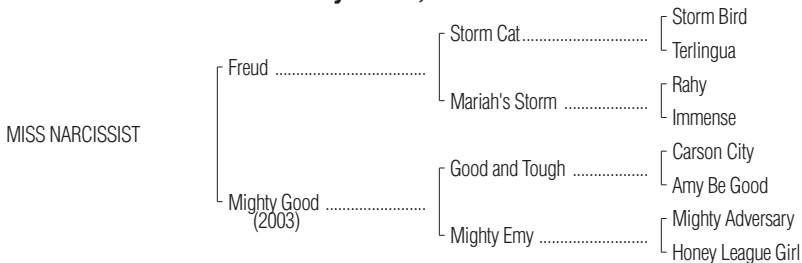 Storm Bird
Storm Cat..............................
Terlingua
Freud ....................................
Rahy
Mariah's Storm ....................
Immense
MISS NARCISSIST
Carson City
Good and Tough ..................
Amy Be Good
Mighty Good ........................
(2003)
Mighty Adversary
Mighty Emy ..........................
Honey League Girl